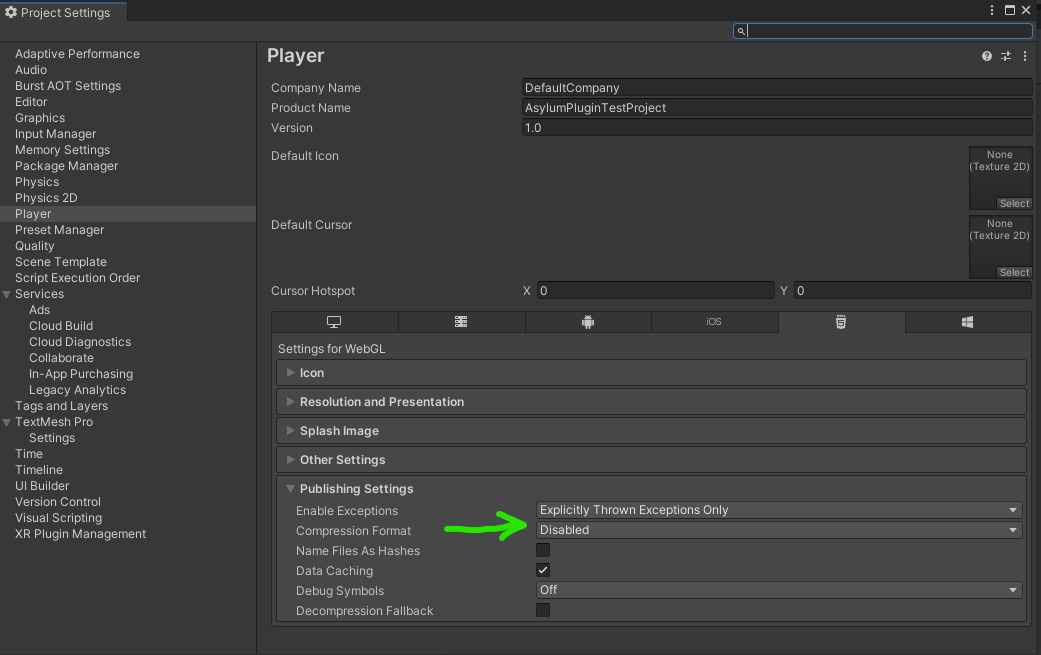 Project Settings
Adaptive Performance
Audio
Burst AOT Settings
Editor
Graphics
Input Manager
Memory Settings
Package Manager
Physics
Physics 2D
Player
Preset Manager
Quality
Scene Template
Script Execution Order
Services
Ads
Cloud Build
Cloud Diagnostics
Collaborate
In-App Purchasing
Legacy Analytics
Tags and Layers
TextMesh Pro
Settings
Time
Timeline
UI Builder
Version Control
Visual Scripting
XR Plugin Management
Player
Company Name DefaultCompany
Product Name AsylumPluginTestProject
Version 1.0
Default Icon None
(Texture 2D)
Select
Default Cursor None
(Texture 2D)
Select
Cursor Hotspot X 0 Y 0
iOS
Settings for WebGL
Icon
Resolution and Presentation
Splash Image
Other Settings
Publishing Settings
Enable Exceptions Explicitly Thrown Exceptions Only
Compression Format Disabled
Name Files As Hashes
Data Caching
Debug Symbols Off
Decompression Fallback